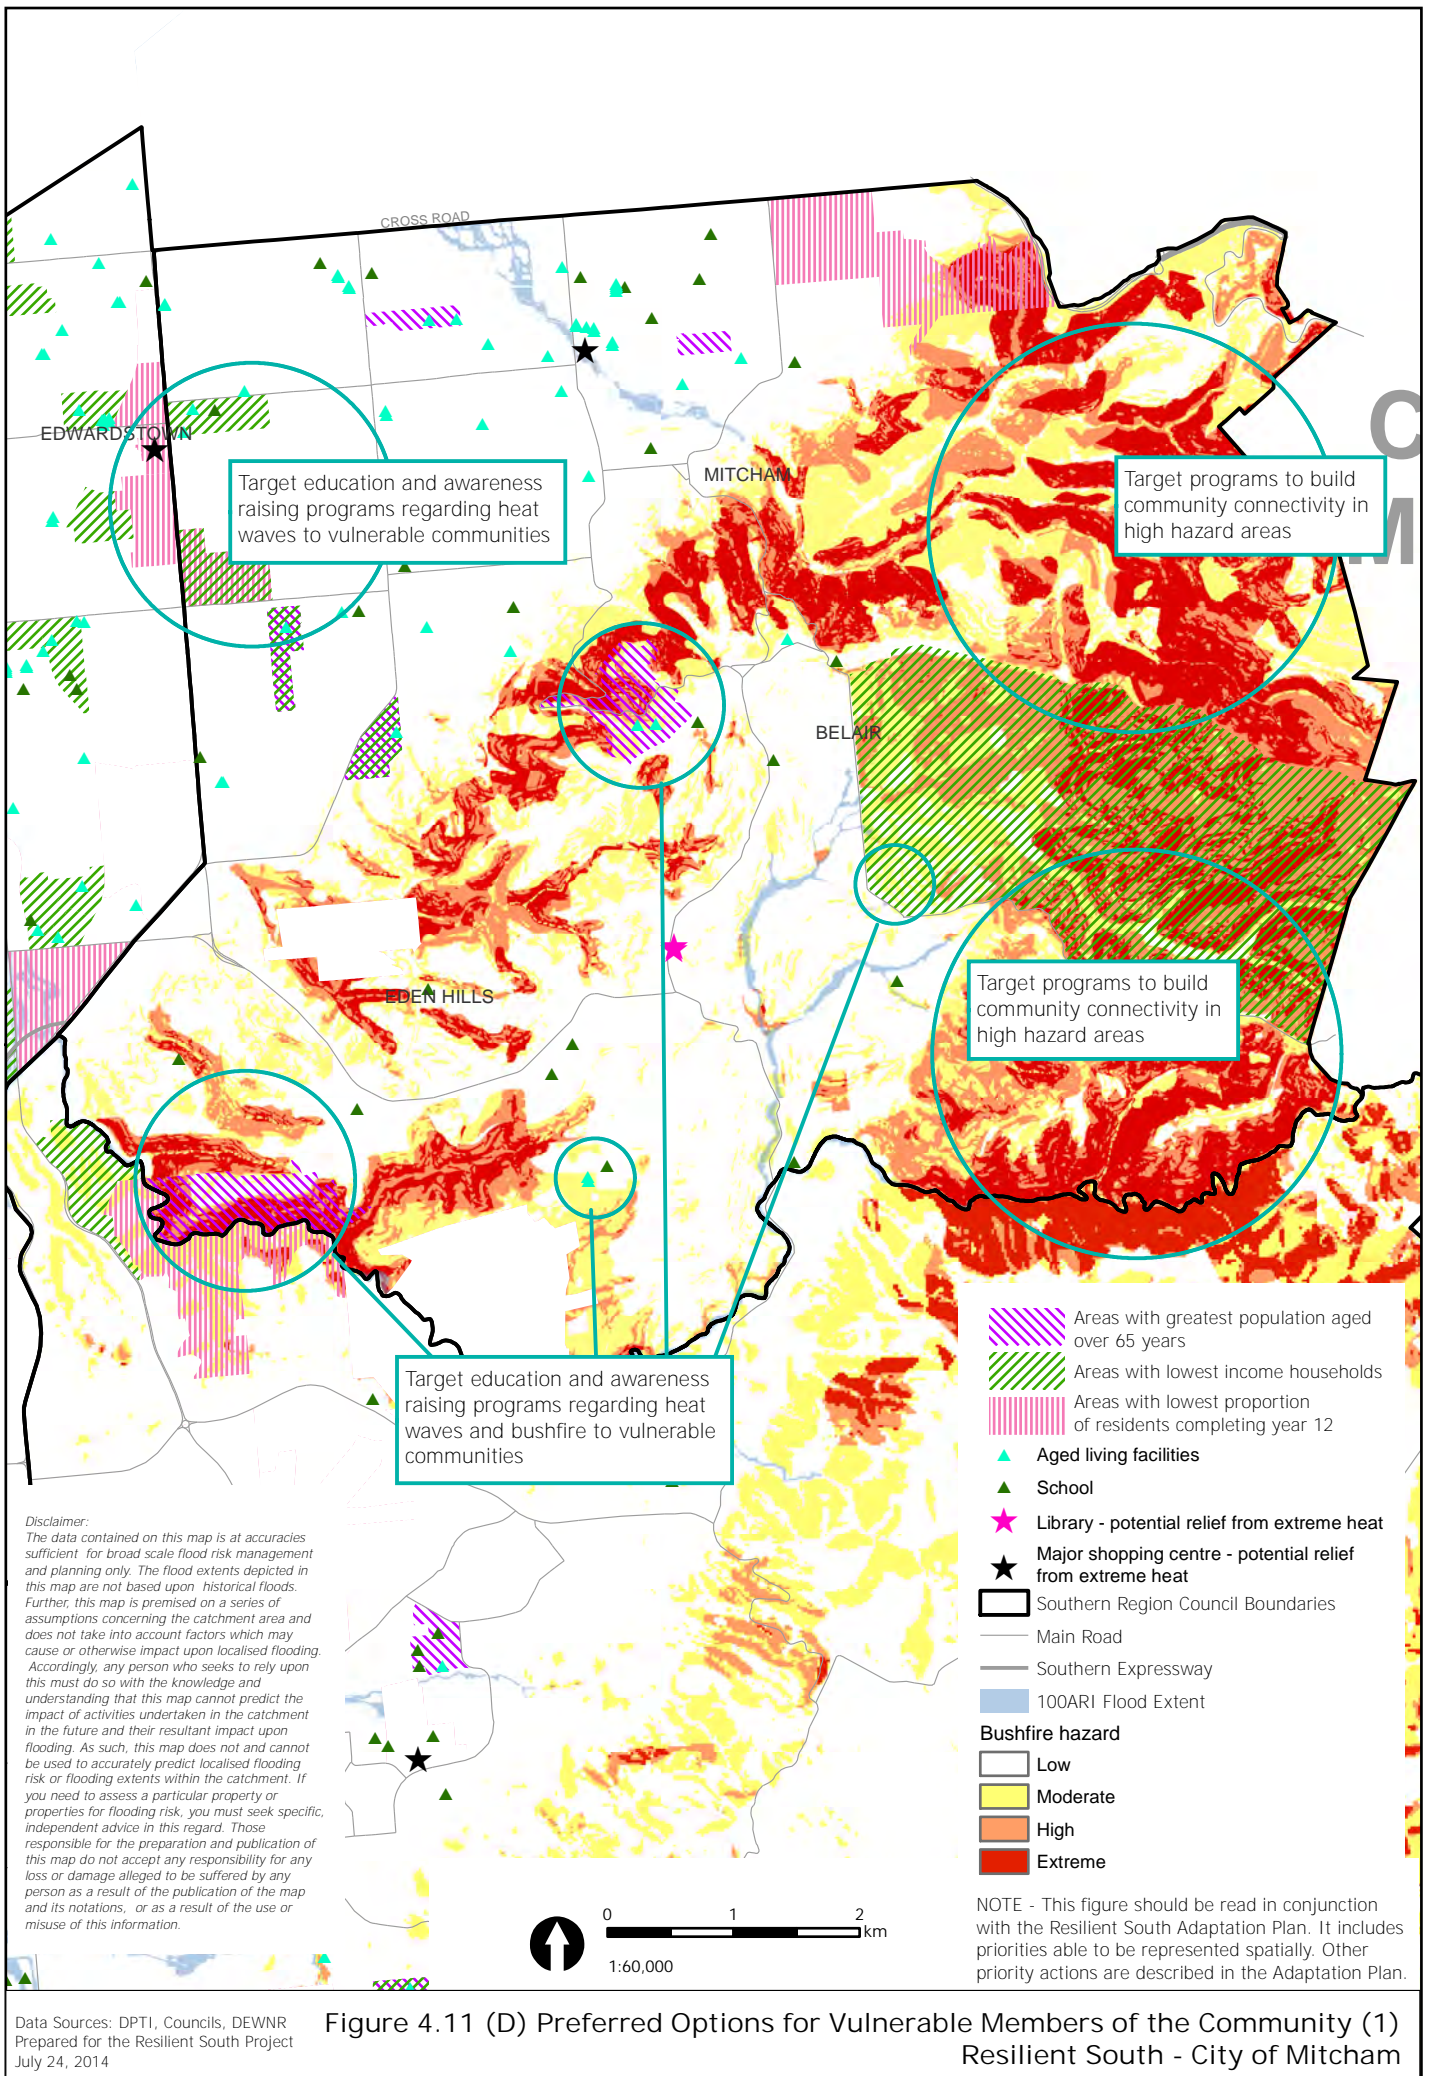 CROSS ROAD
C
M
EDWARDSTOWN
MITCHAM
BELAIR
EDEN HILLS
Target education and awareness
raising programs regarding heat
waves to vulnerable communities
Target programs to build
community connectivity in
high hazard areas
Target programs to build
community connectivity in
high hazard areas
Target education and awareness
raising programs regarding heat
waves and bushfire to vulnerable
communities
Areas with greatest population aged
over 65 years
Areas with lowest income households
Areas with lowest proportion
of residents completing year 12
Aged living facilities
School
Library - potential relief from extreme heat
Major shopping centre - potential relief
from extreme heat
Southern Region Council Boundaries
Main Road
Southern Expressway
100ARI Flood Extent
Bushfire hazard
Low
Moderate
High
Extreme
NOTE - This figure should be read in conjunction
with the Resilient South Adaptation Plan. It includes
priorities able to be represented spatially. Other
priority actions are described in the Adaptation Plan.
Disclaimer:
The data contained on this map is at accuracies
sufficient for broad scale flood risk management
and planning only. The flood extents depicted in
this map are not based upon historical floods.
Further, this map is premised on a series of
assumptions concerning the catchment area and
does not take into account factors which may
cause or otherwise impact upon localised flooding.
Accordingly, any person who seeks to rely upon
this must do so with the knowledge and
understanding that this map cannot predict the
impact of activities undertaken in the catchment
in the future and their resultant impact upon
flooding. As such, this map does not and cannot
be used to accurately predict localised flooding
risk or flooding extents within the catchment. If
you need to assess a particular property or
properties for flooding risk, you must seek specific,
independent advice in this regard. Those
responsible for the preparation and publication of
this map do not accept any responsibility for any
loss or damage alleged to be suffered by any
person as a result of the publication of the map
and its notations, or as a result of the use or
misuse of this information.
0 1 2
km
1:60,000
Data Sources: DPTI, Councils, DEWNR
Prepared for the Resilient South Project
July 24, 2014
Figure 4.11 (D) Preferred Options for Vulnerable Members of the Community (1)
Resilient South - City of Mitcham